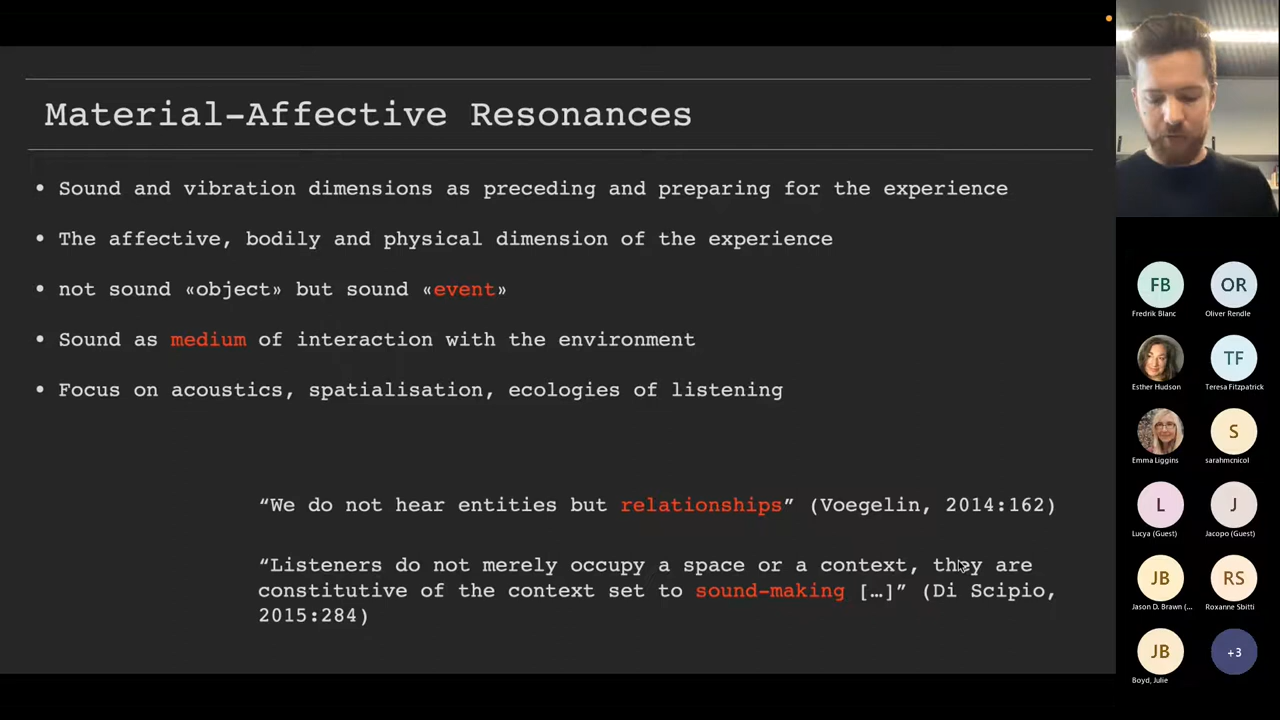 Material-Affective Resonances
• Sound and vibration dimensions as preceding and preparing for the experience
• The affective, bodily and physical dimension of the experience
• not sound «object» but sound «event»
• Sound as medium of interaction with the environment
• Focus on acoustics, spatialisation, ecologies of listening
“We do not hear entities but relationships” (Voegelin, 2014:162)
“Listeners do not merely occupy a space or a context, they are
constitutive of the context set to sound-making […]” (Di Scipio,
2015:284)
FB
Fredrik Blanc
OR
Oliver Rendle
Esther Hudson
TF
Teresa Fitzpatrick
Emma Liggins
S
sarahmcnicol
L
Lucya (Guest)
J
Jacopo (Guest)
JB
Jason D. Brawn (...
RS
Roxanne Sbitti
JB
Boyd, Julie
+3